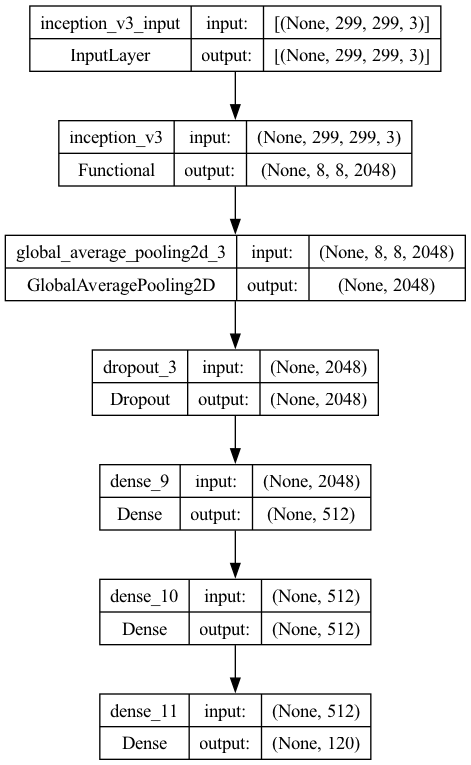 inception_v3_input input: [(None, 299, 299, 3)]
InputLayer output: [(None, 299, 299, 3)]
inception_v3 input: (None, 299, 299, 3)
Functional output: (None, 8, 8, 2048)
global_average_pooling2d_3 input: (None, 8, 8, 2048)
GlobalAveragePooling2D output: (None, 2048)
dropout_3 input: (None, 2048)
Dropout output: (None, 2048)
dense_9 input: (None, 2048)
Dense output: (None, 512)
dense_10 input: (None, 512)
Dense output: (None, 512)
dense_11 input: (None, 512)
Dense output: (None, 120)